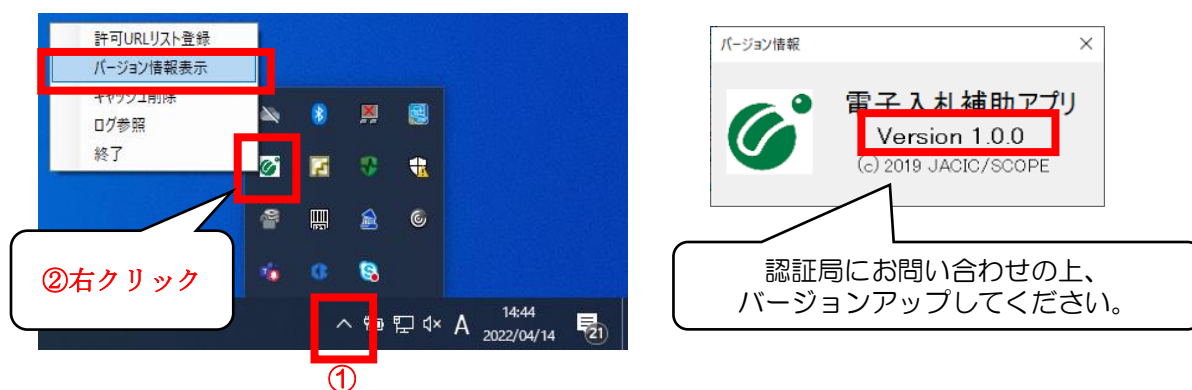 許可URLリスト登録
バージョン情報表示
キャッシュ削除
ログ参照
終了
②右クリック
A
14:44
2022/04/14
21
①
バージョン情報
電子入札補助アプリ
Version 1.0.0
(c) 2019 JACIC/SCOPE
認証局にお問い合わせの上、
バージョンアップしてください。